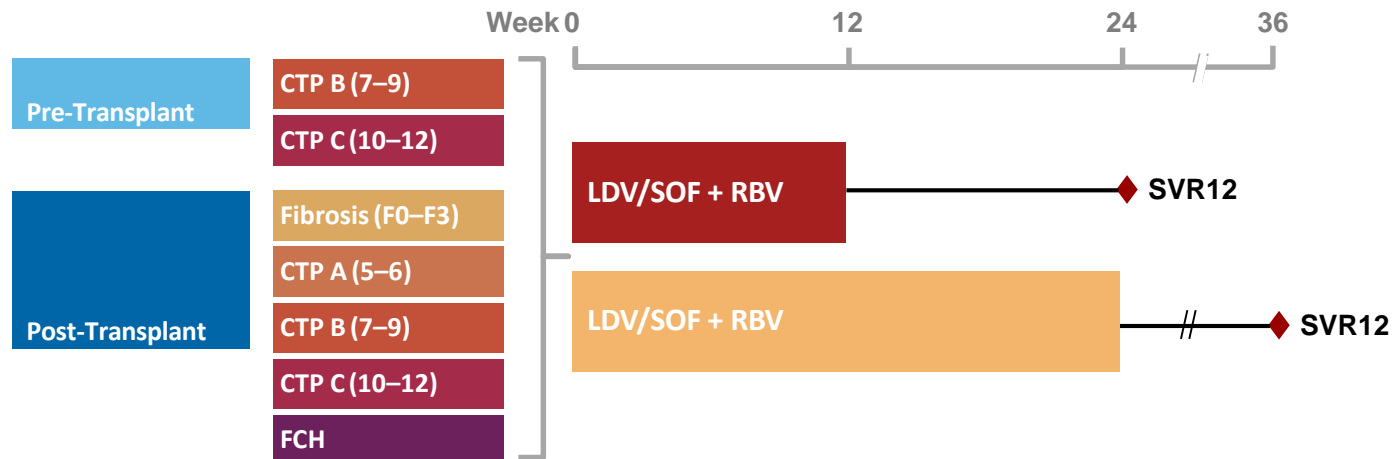 Week 0 12 24 36
Pre-Transplant
CTP B (7–9)
CTP C (10–12)
Post-Transplant
Fibrosis (F0–F3)
CTP A (5–6)
CTP B (7–9)
CTP C (10–12)
FCH
LDV/SOF + RBV
SVR12
LDV/SOF + RBV
SVR12